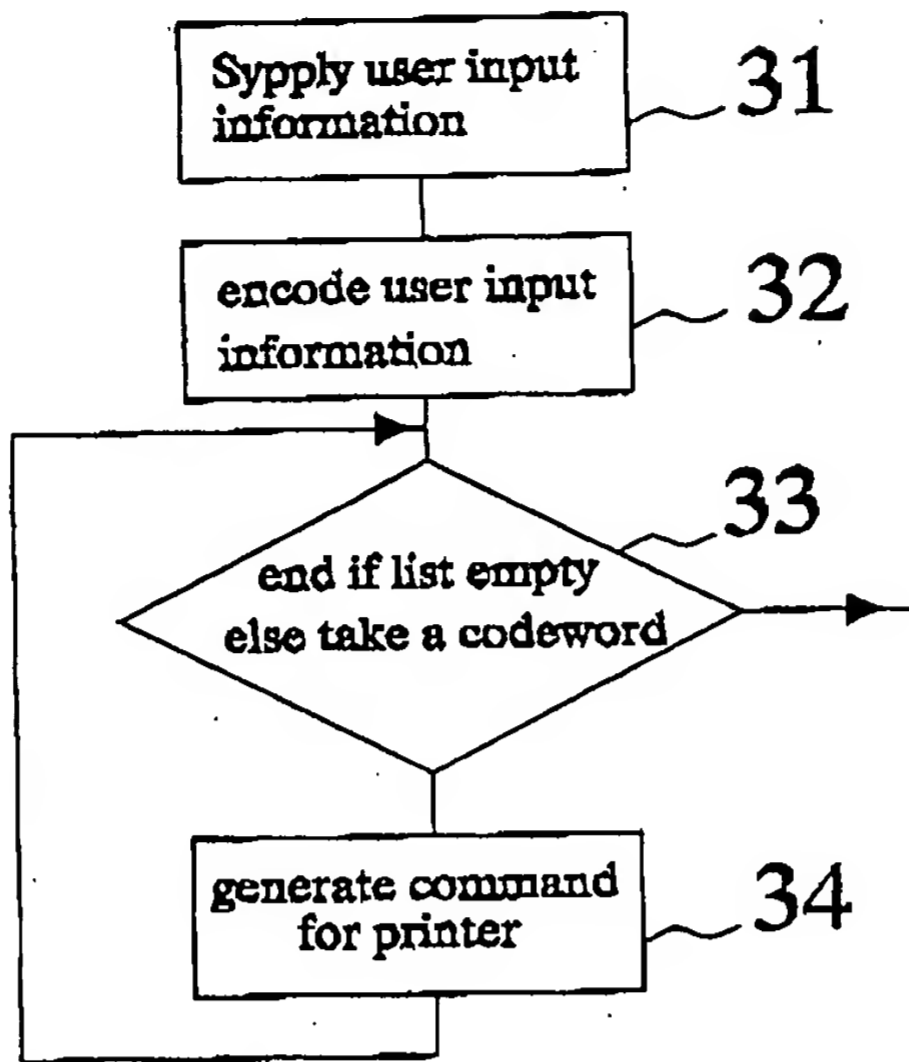 Sypply user input
information
31
encode user input
information
32
33
end if list empty
else take a codeword
generate command
for printer
34